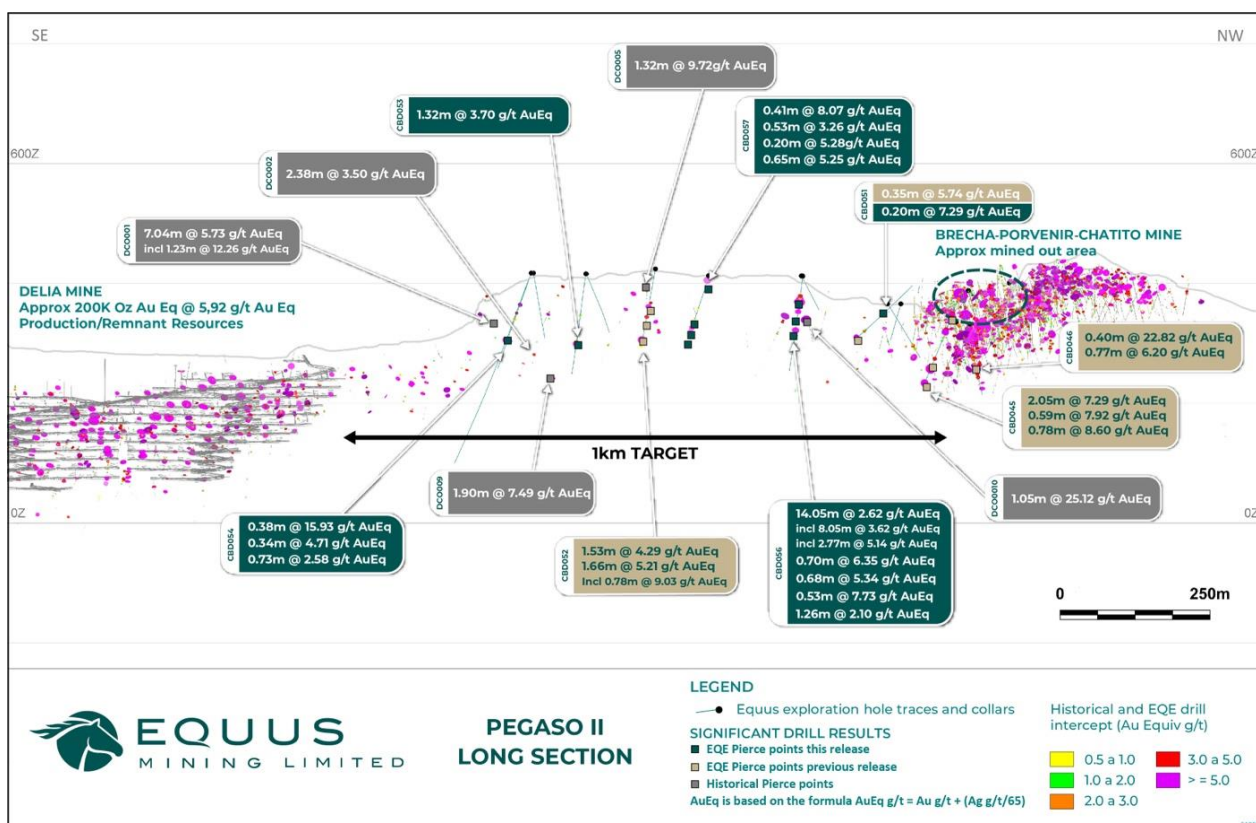 SE
NW
DCO005
1.32m @ 9.72g/t AuEq
CBD053
1.32m @ 3.70 g/t AuEq
CBD057
0.41m @ 8.07 g/t AuEq
0.53m @ 3.26 g/t AuEq
0.20m @ 5.28g/t AuEq
0.65m @ 5.25 g/t AuEq
600Z
600Z
DCO002
2.38m @ 3.50 g/t AuEq
CBD051
0.35m @ 5.74 g/t AuEq
0.20m @ 7.29 g/t AuEq
DCO001
7.04m @ 5.73 g/t AuEq
incl 1.23m @ 12.26 g/tAuEq
BRECHA-PORVENIR-CHATITO MINE
Approx mined out area
DELIA MINE
Approx 200K Oz Au Eq @ 5,92 g/t Au Eq
Production/Remnant Resources
CBD046
0.40m @ 22.82 g/t AuEq
0.77m @ 6.20 g/t AuEq
CBD045
2.05m @ 7.29 g/t AuEq
0.59m @ 7.92 g/t AuEq
0.78m @ 8.60 g/t AuEq
1km TARGET
DCO009
1.90m @ 7.49 g/t AuEq
DCO0010
1.05m @ 25.12 g/t AuEq
0Z
0Z
CBD054
0.38m @ 15.93 g/t AuEq
0.34m @ 4.71 g/t AuEq
0.73m @ 2.58 g/t AuEq
CBD052
1.53m @ 4.29 g/t AuEq
1.66m @ 5.21 g/t AuEq
Incl 0.78m @ 9.03 g/t AuEq
CBD056
14.05m @ 2.62 g/t AuEq
incl 8.05m @ 3.62 g/t AuEq
incl 2.77m @ 5.14 g/t AuEq
0.70m @ 6.35 g/t AuEq
0.68m @ 5.34 g/t AuEq
0.53m @ 7.73 g/t AuEq
1.26m @ 2.10 g/t AuEq
0 250m
EQUUS
MINING LIMITED
PEGASO II
LONG SECTION
LEGEND
Equus exploration hole traces and collars
SIGNIFICANT DRILL RESULTS
EQE Pierce points this release
EQE Pierce points previous release
Historical Pierce points
AuEq is based on the formula AuEq g/t = Au g/t + (Ag g/t/65)
Historical and EQE drill
intercept (Au Equiv g/t)
0.5 a 1.0
1.0 a 2.0
2.0 a 3.0
3.0 a 5.0
> = 5.0